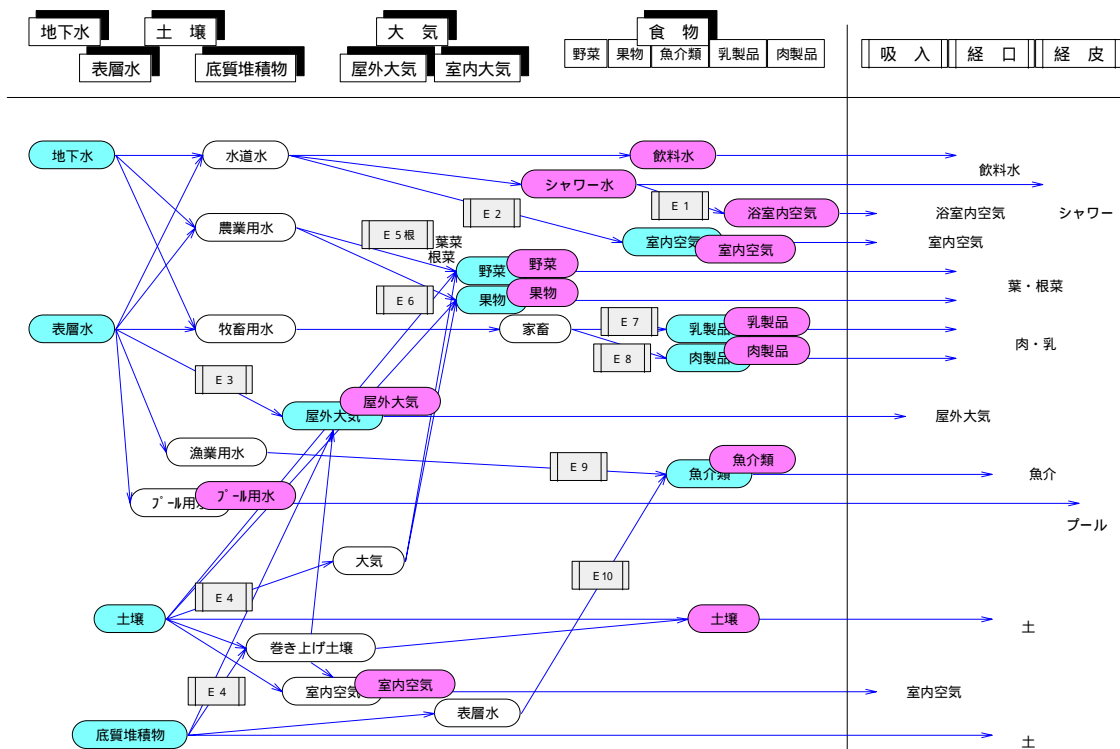 地下水
土 壌
大 気
食 物
表層水
底質堆積物
屋外大気
室内大気
野菜
果物
魚介類
乳製品
肉製品
吸 入
経 口
経 皮
地下水
水道水
飲料水
飲料水
シャワー水
E 1
浴室内空気
浴室内空気
シャワー
E 2
農業用水
E 5根
葉菜
根菜
室内空気
室内空気
室内空気
野菜
野菜
E 6
果物
果物
葉・根菜
表層水
牧畜用水
家畜
E 7
乳製品
乳製品
E 8
肉製品
肉製品
肉・乳
E 3
屋外大気
屋外大気
屋外大気
漁業用水
E 9
魚介類
魚介類
魚介
プール用水
プール用水
プール
大気
E 10
E 4
土壌
土壌
土
巻き上げ土壌
E 4
室内空気
室内空気
室内空気
表層水
底質堆積物
土